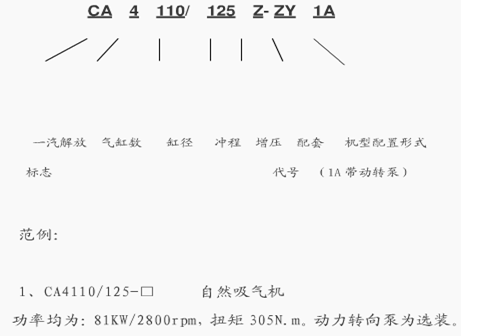 CA 4 110/ 125 Z- ZY 1A
一汽解放 气缸数 缸径 冲程 增压 配套 机型配置形式
标志 代号 （1A 带动转泵）
范例：
1、CA4110/125-□ 自然吸气机
功率均为：81KW/2800rpm，扭矩 305N.m。动力转向泵为选装。